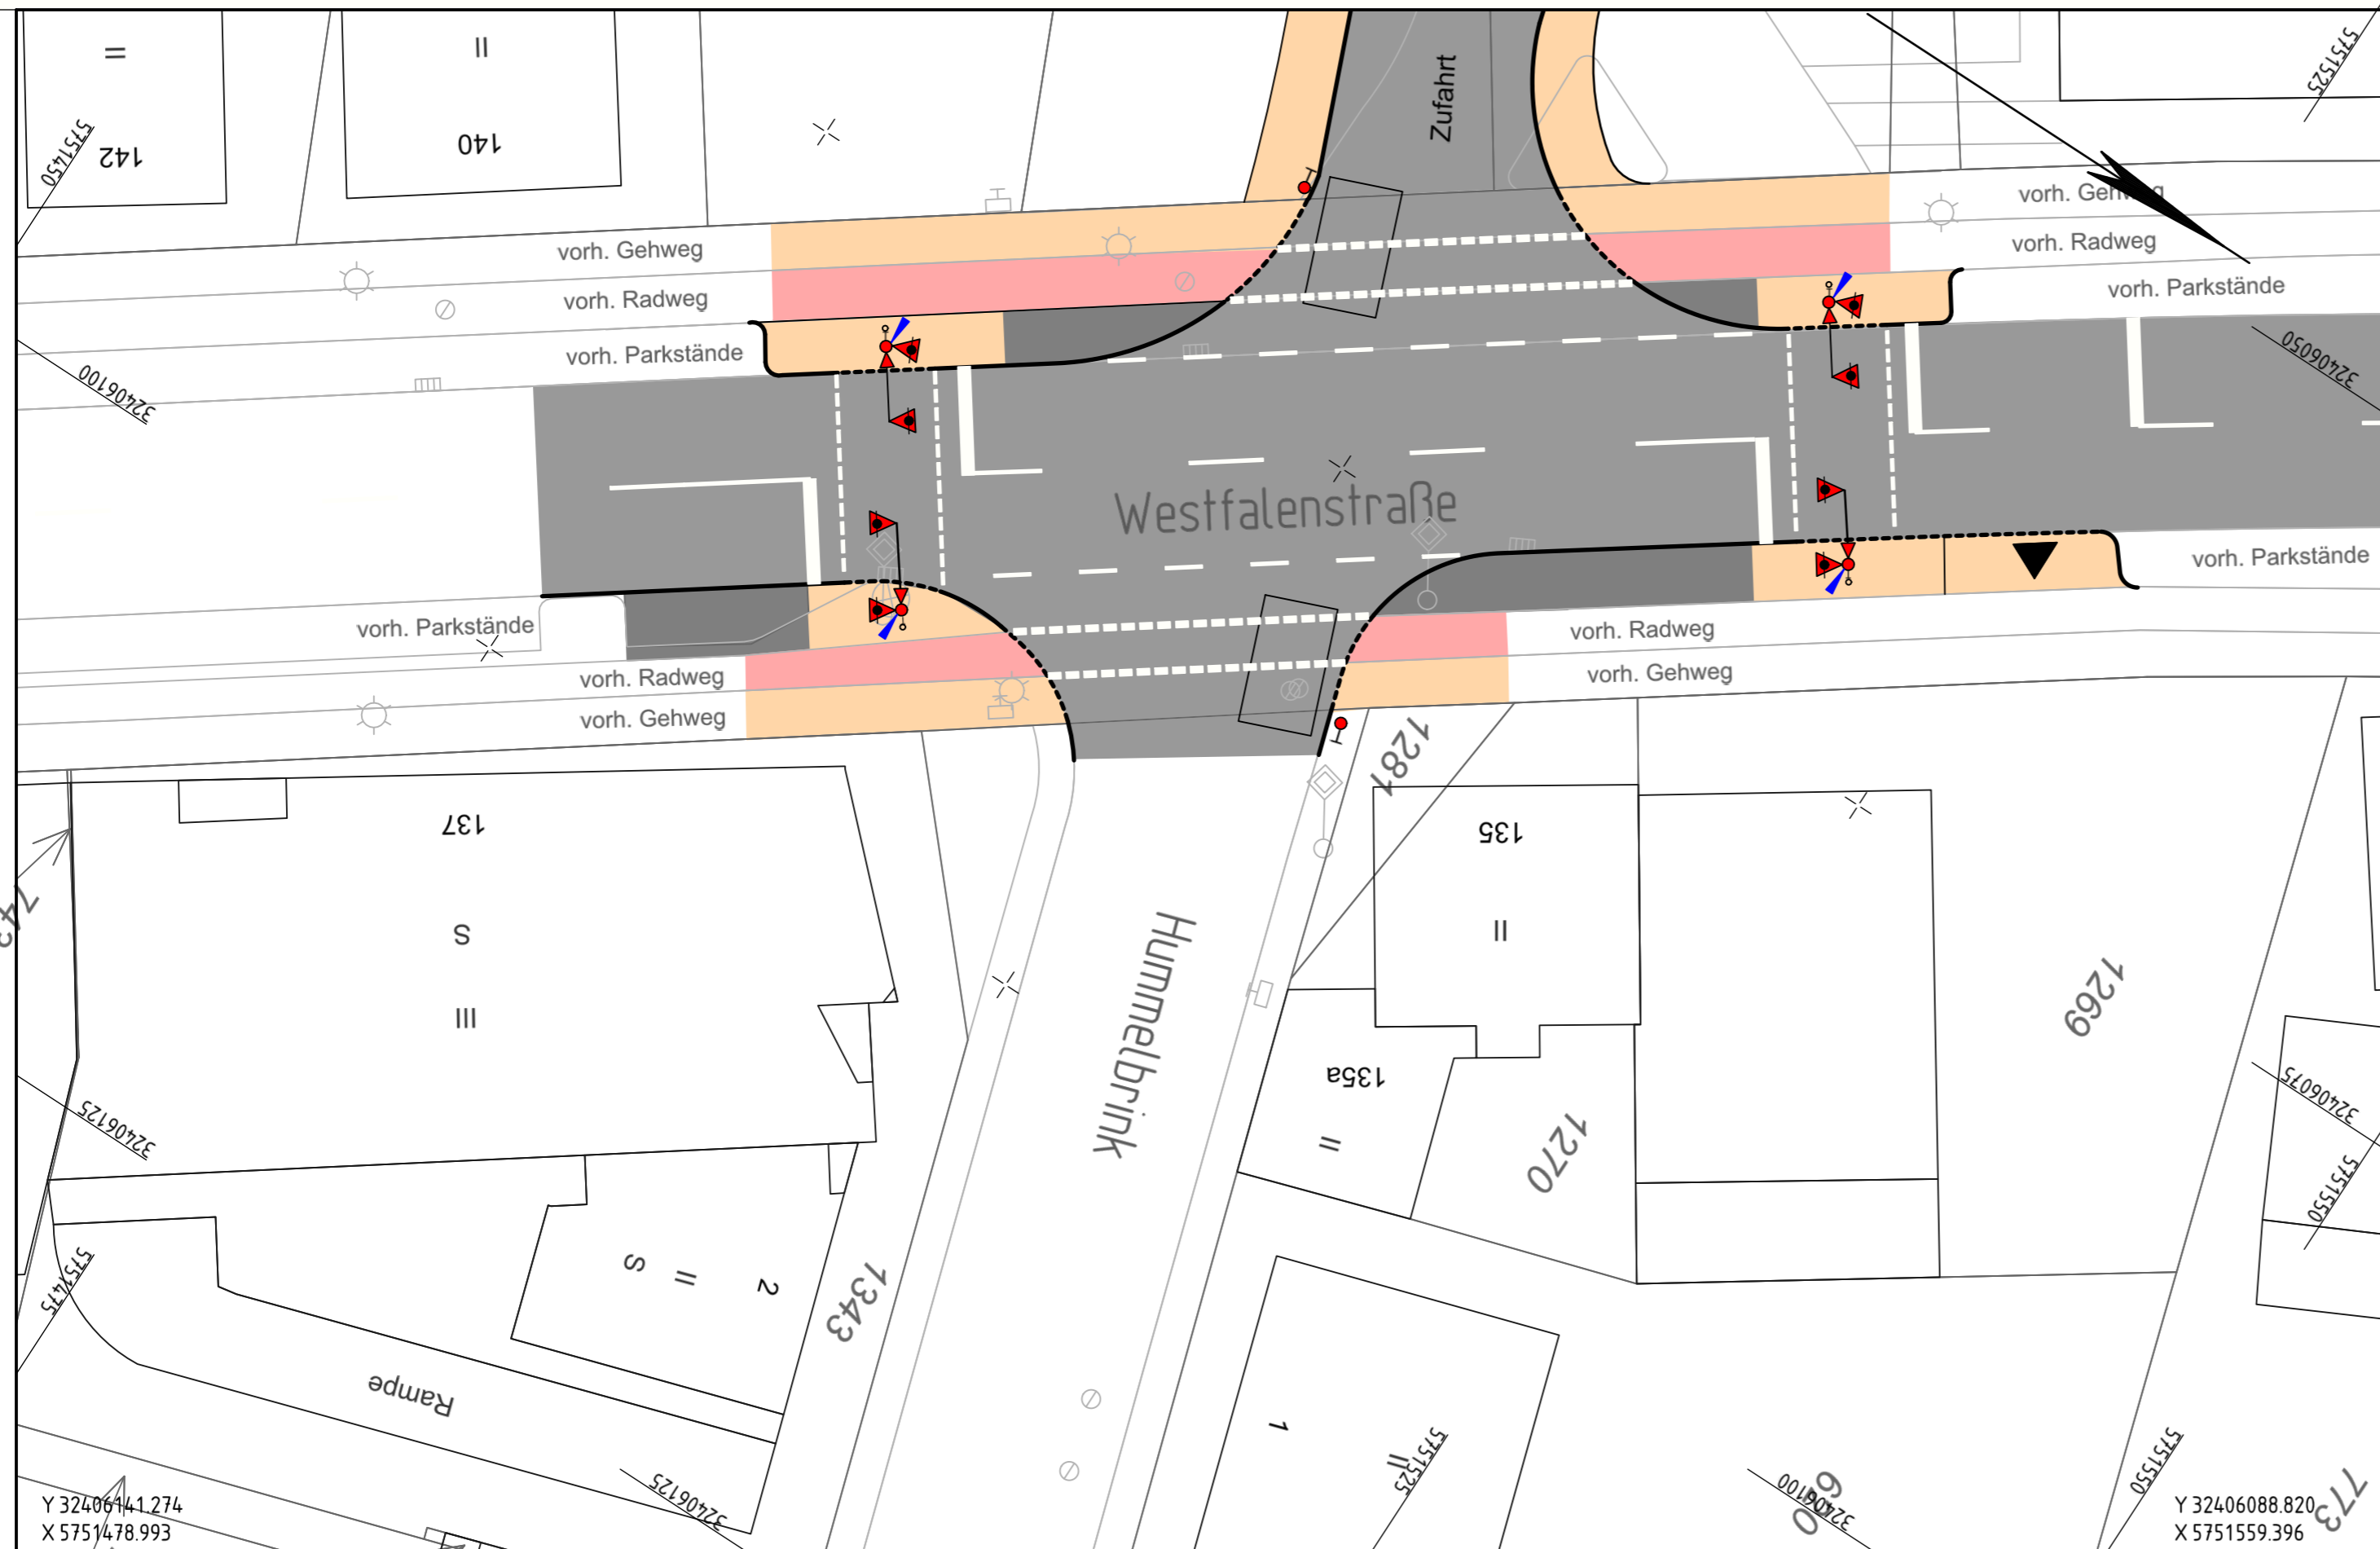 =
II
142
140
5751450
Zufahrt
5751525
vorh. Gehweg
vorh. Radweg
vorh. Parkstände
vorh. Gehweg
vorh. Radweg
vorh. Parkstände
32406100
32406050
Westfalenstraße
vorh. Parkstände
vorh. Radweg
vorh. Gehweg
vorh. Parkstände
vorh. Radweg
vorh. Gehweg
1281
137
S
III
135
II
135a
II
Hummelbrink
1269
1270
32406125
32406075
5751550
5751475
S
II
2
1343
Rampe
32406125
1
II
5751525
32406100
5751550
773
Y 32406141.274
X 5751478.993
Y 32406088.820
X 5751559.396